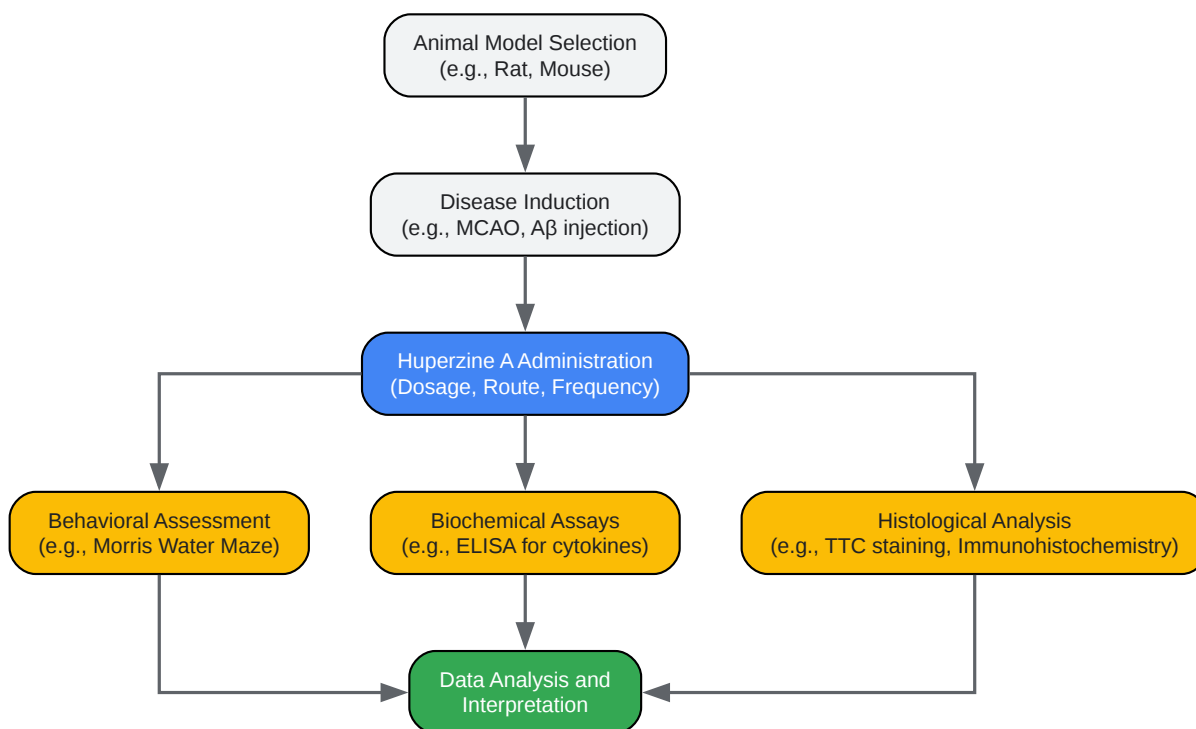 Animal Model Selection
(e.g., Rat, Mouse)
Disease Induction
(e.g., MCAO, Aβ injection)
Huperzine A Administration
(Dosage, Route, Frequency)
Behavioral Assessment
(e.g., Morris Water Maze)
Biochemical Assays
(e.g., ELISA for cytokines)
Histological Analysis
(e.g., TTC staining, Immunohistochemistry)
Data Analysis and
Interpretation